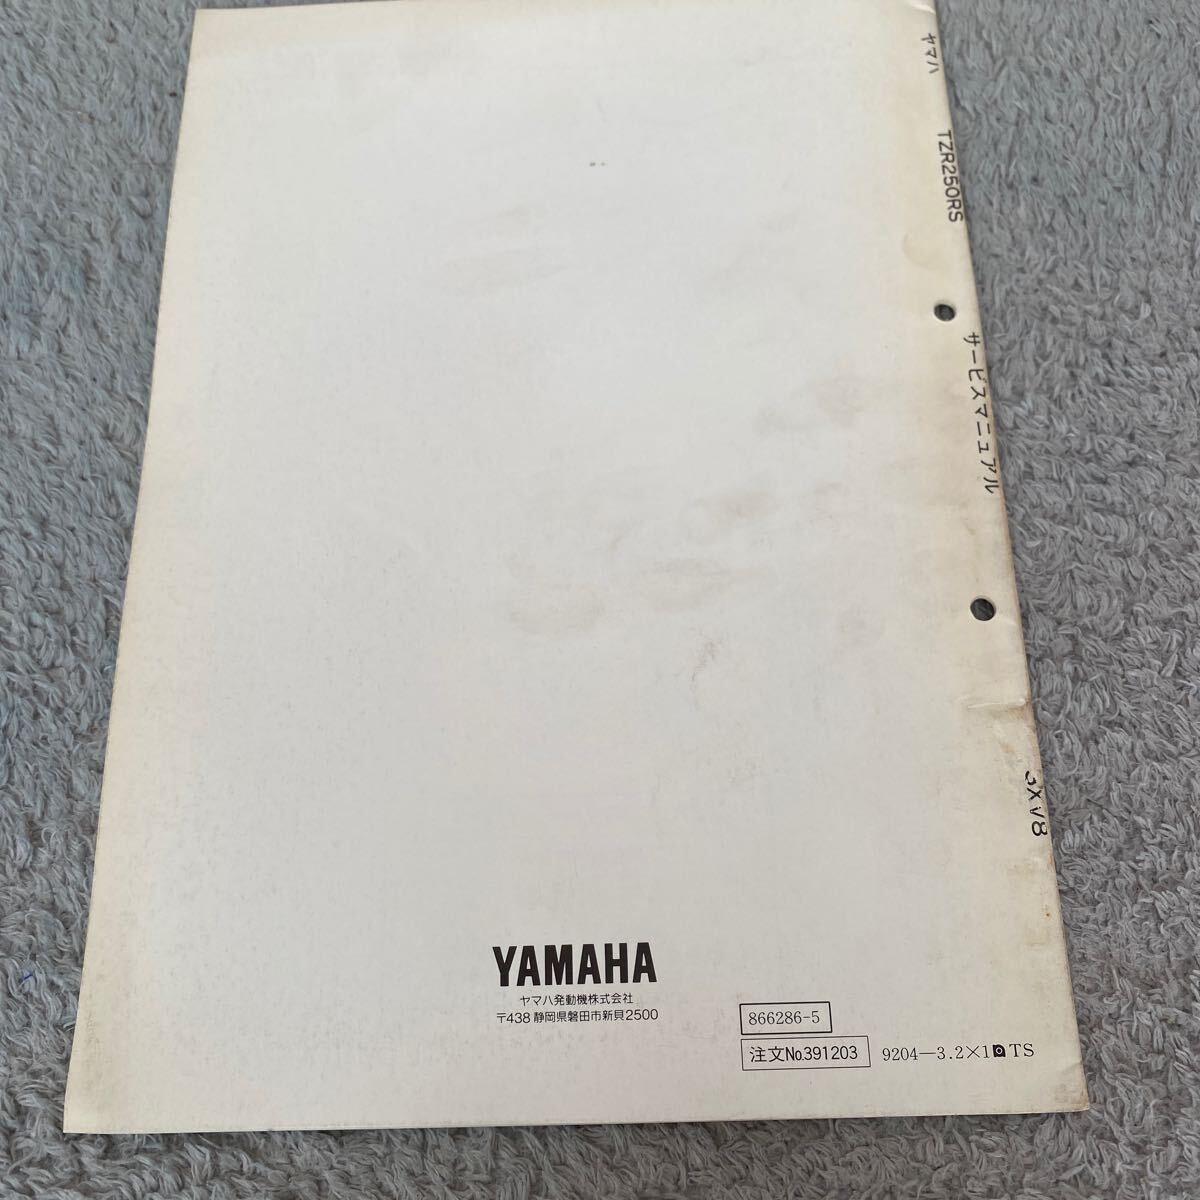 ヤマハ TZR250RS サービスマニュアル 3XV8
YAMAHA
ヤマハ発動機株式会社
〒438 静岡県磐田市新貝2500
866286-5
注文No.391203
9204—3.2×1 TS